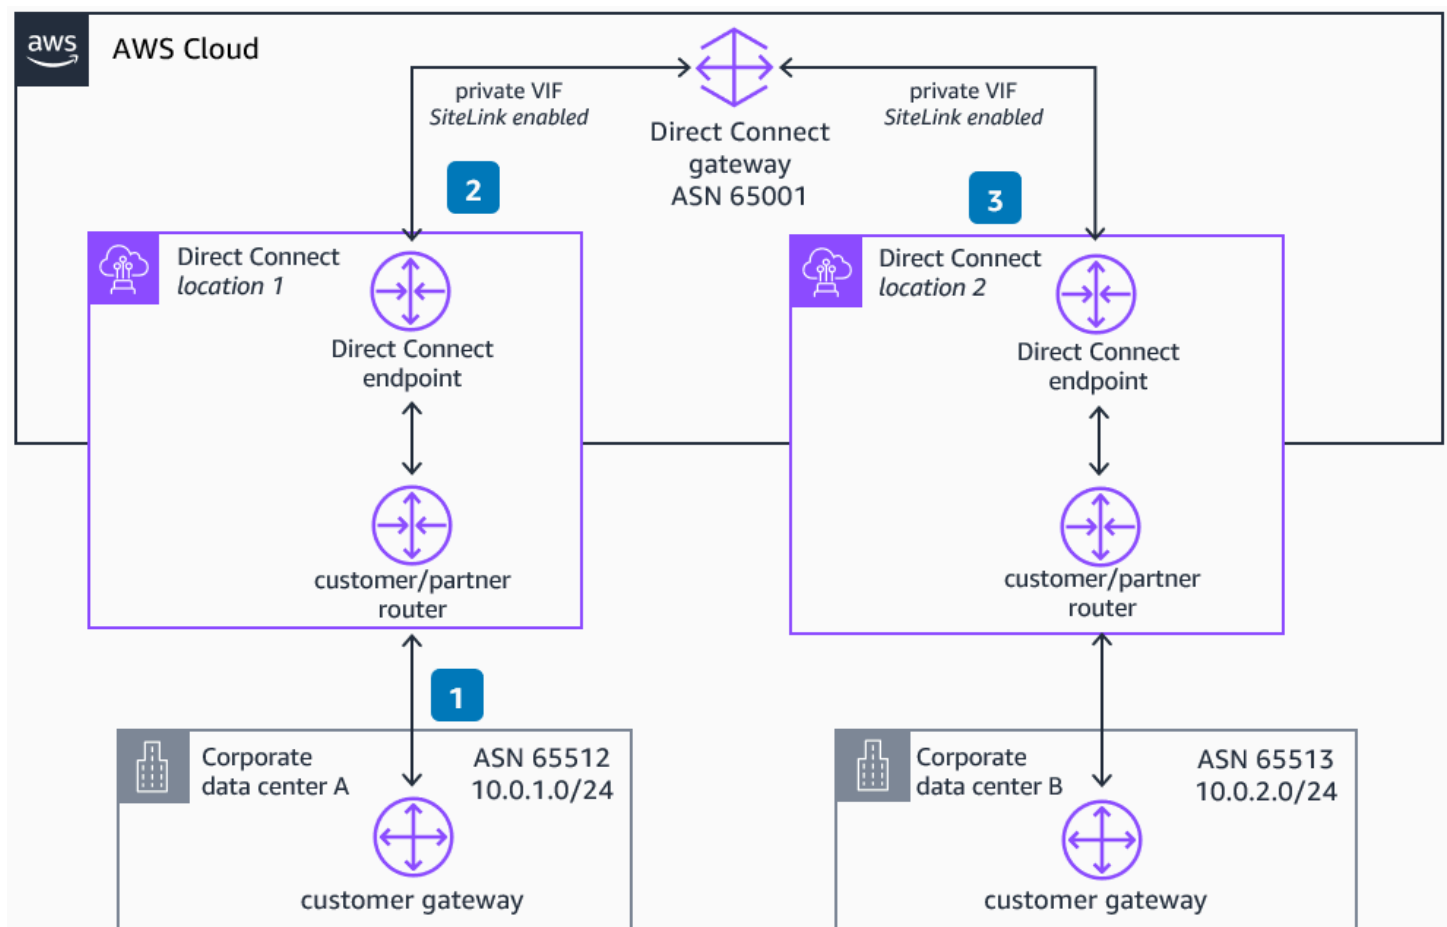 aws
AWS Cloud
private VIF
SiteLink enabled
private VIF
SiteLink enabled
Direct Connect
gateway
ASN 65001
2
3
Direct Connect
location 1
Direct Connect
endpoint
customer/partner
router
Direct Connect
location 2
Direct Connect
endpoint
customer/partner
router
1
Corporate
data center A
ASN 65512
10.0.1.0/24
customer gateway
Corporate
data center B
ASN 65513
10.0.2.0/24
customer gateway